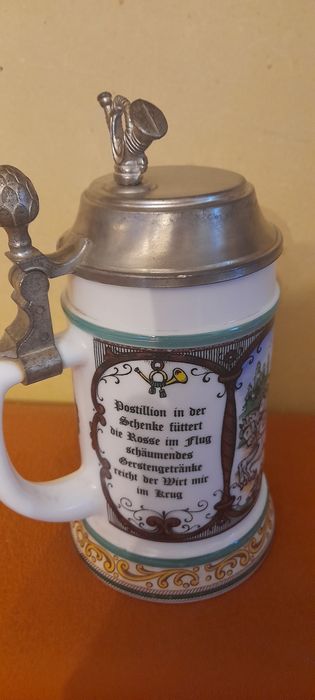 Postillion in der
Schenke füttert
die Rosse im Flug
schäumendes
Gerstengetränke
reicht der Wirt mir
im Krug